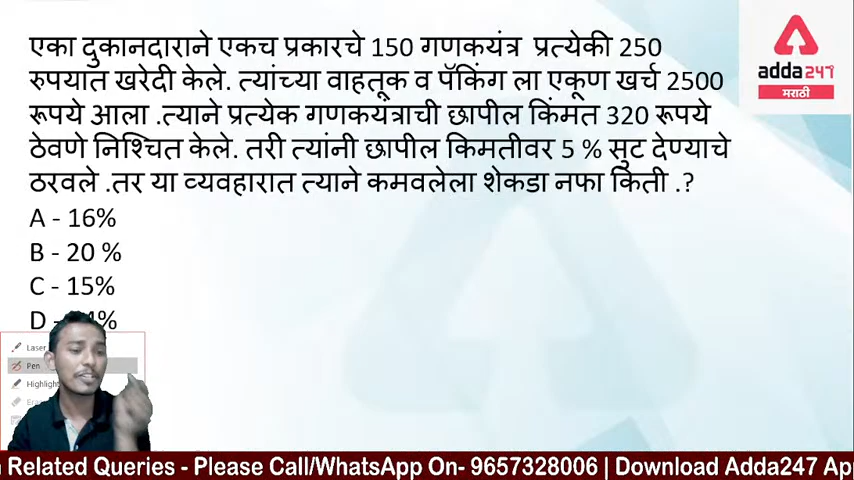 एका दुकानदाराने एकच प्रकारचे 150 गणकयंत्र प्रत्येकी 250
रुपयात खरेदी केले. त्यांच्या वाहतूक व पॅकिंग ला एकूण खर्च 2500
रूपये आला .त्याने प्रत्येक गणकयंत्राची छापील किंमत 320 रूपये
ठेवणे निश्चित केले. तरी त्यांनी छापील किमतीवर 5 % सुट देण्याचे
ठरवले .तर या व्यवहारात त्याने कमवलेला शेकडा नफा किती .?
A - 16%
B - 20 %
C - 15%
D - 4%
adda247
मराठी
Laser
Pen
Highlight
Related Queries - Please Call/WhatsApp On- 9657328006 | Download Adda247 Ap